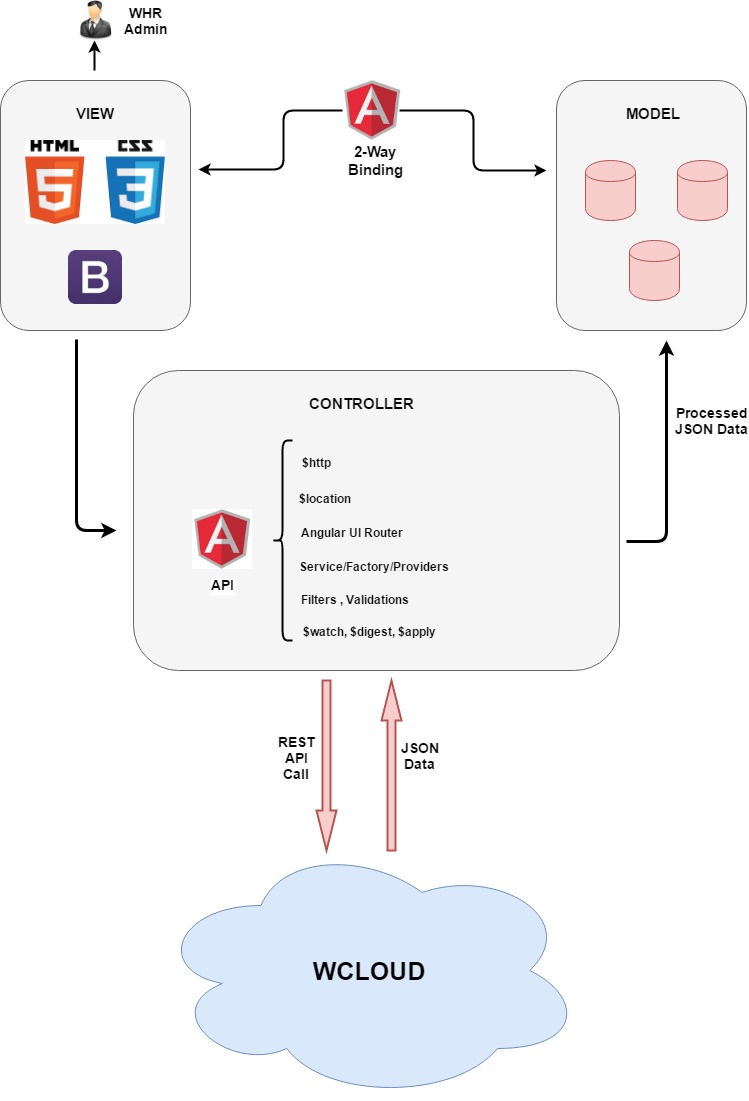 WHR
Admin
VIEW
HTML
CSS
5
3
B
A
2-Way
Binding
MODEL
CONTROLLER
Processed
JSON Data
$http
$location
Angular UI Router
Service/Factory/Providers
Filters , Validations
$watch, $digest, $apply
A
API
REST
API
Call
JSON
Data
WCLOUD